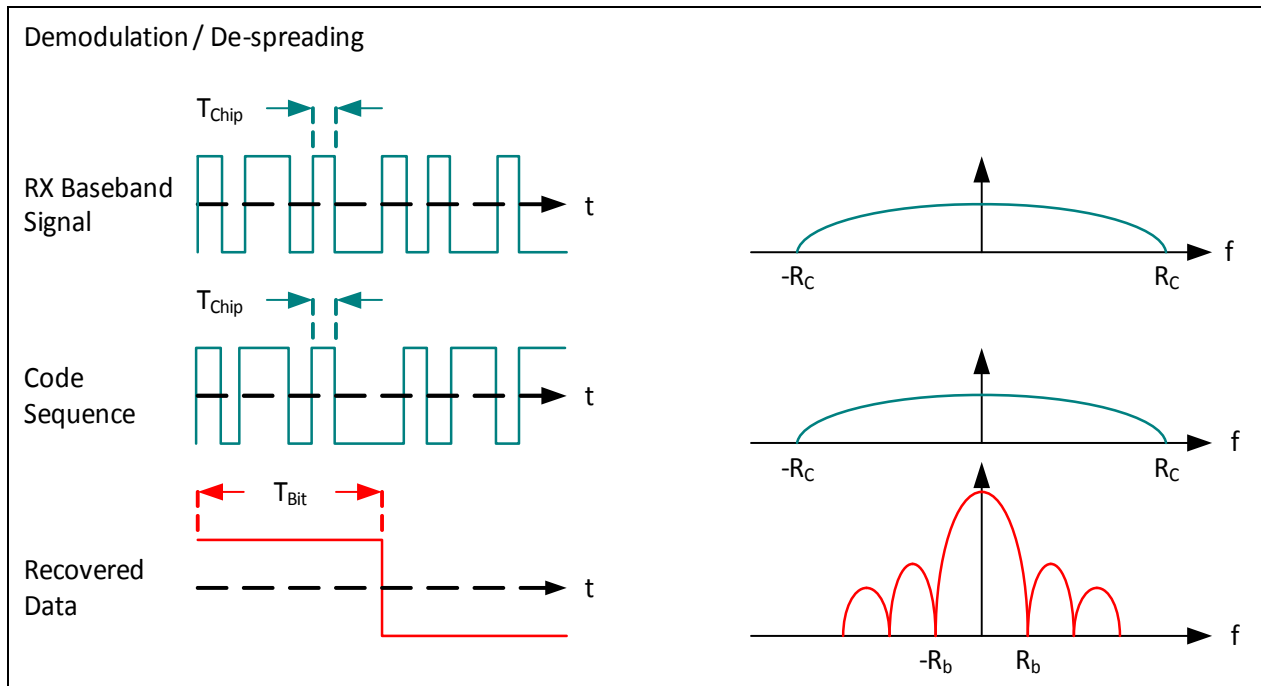 Demodulation / De-spreading
T_Chip
RX Baseband
Signal
t
f
-R_C
R_C
T_Chip
Code
Sequence
t
f
-R_C
R_C
T_Bit
Recovered
Data
t
f
-R_b
R_b